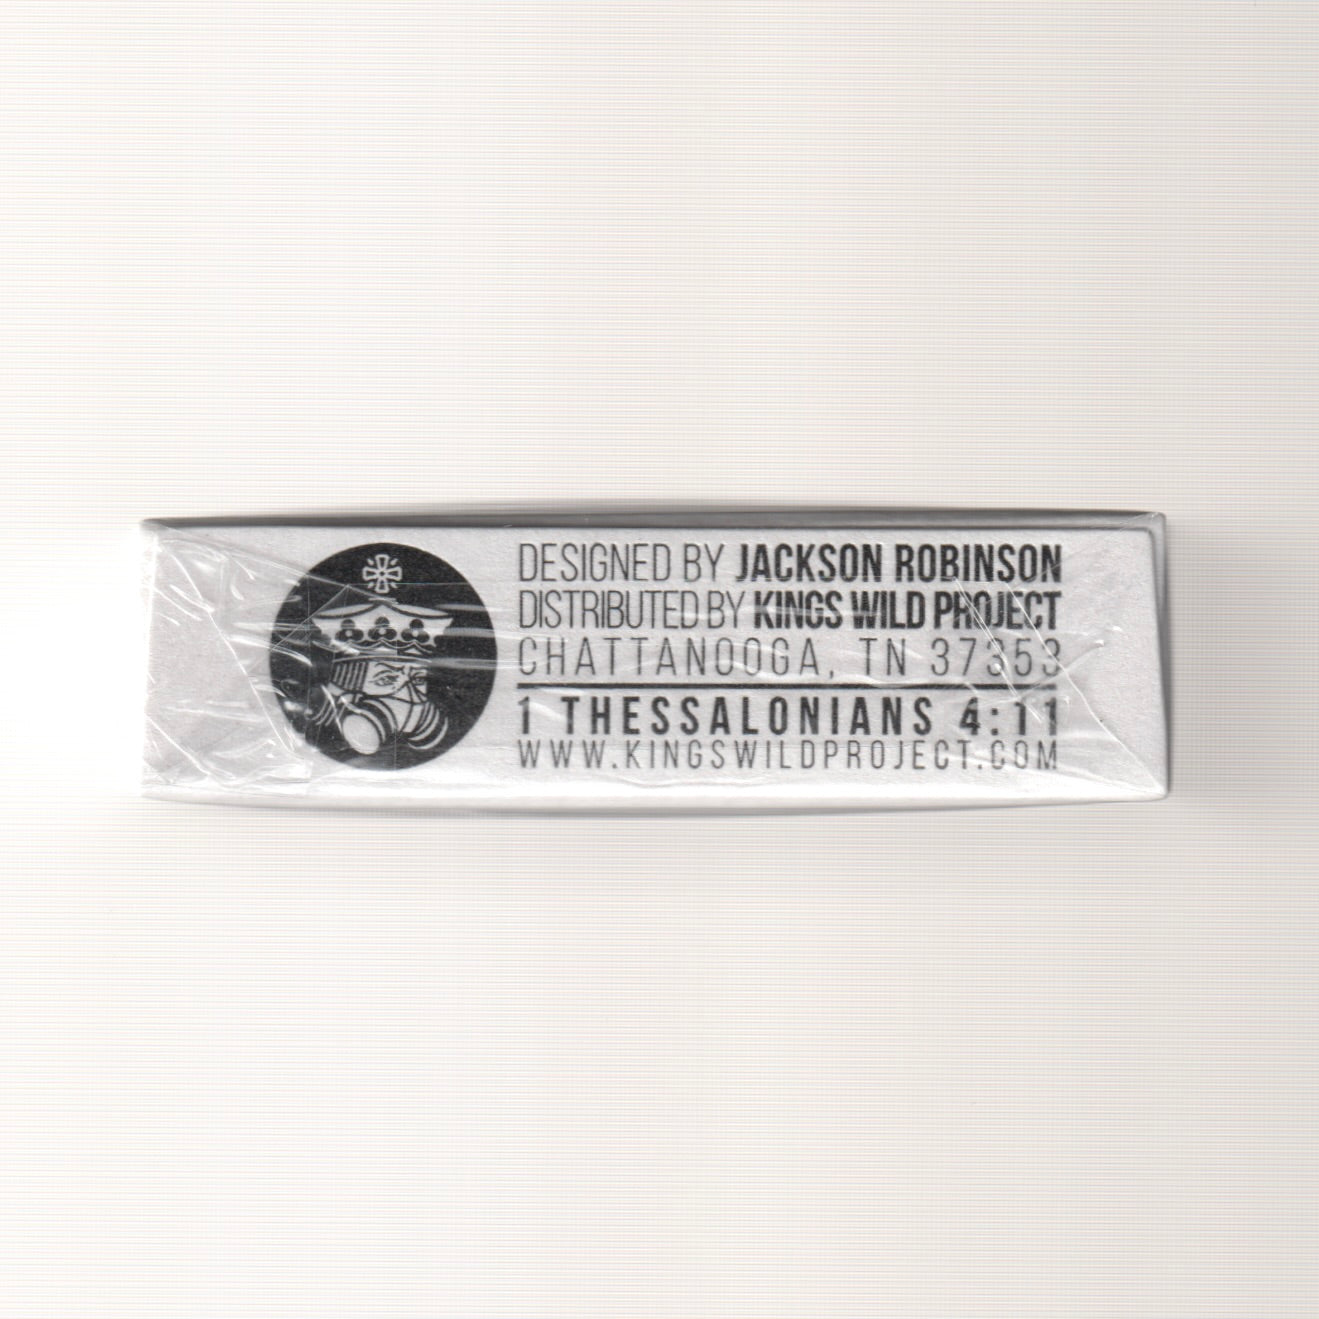 DESIGNED BY JACKSON ROBINSON
DISTRIBUTED BY KINGS WILD PROJECT
CHATTANOOGA, TN 37353
1 THESSALONIANS 4:11
WWW.KINGSWILDPROJECT.COM